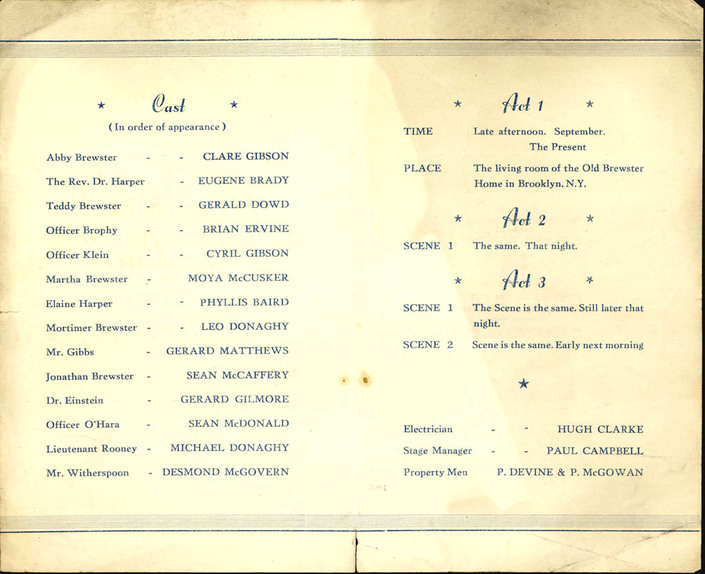 ★ Cast ★
(In order of appearance)
Abby Brewster - - CLARE GIBSON
The Rev. Dr. Harper - EUGENE BRADY
Teddy Brewster - - GERALD DOWD
Officer Brophy - - BRIAN ERVINE
Officer Klein - - CYRIL GIBSON
Martha Brewster - MOYA McCUSKER
Elaine Harper - - PHYLLIS BAIRD
Mortimer Brewster - - LEO DONAGHY
Mr. Gibbs - GERARD MATTHEWS
Jonathan Brewster - SEAN McCAFFERY
Dr. Einstein - GERARD GILMORE
Officer O'Hara - SEAN McDONALD
Lieutenant Rooney - MICHAEL DONAGHY
Mr. Witherspoon - DESMOND McGOVERN
★ Act 1 ★
TIME Late afternoon. September.
The Present
PLACE The living room of the Old Brewster
Home in Brooklyn, N.Y.
★ Act 2 ★
SCENE 1 The same. That night.
★ Act 3 ★
SCENE 1 The Scene is the same. Still later that
night.
SCENE 2 Scene is the same. Early next morning
★
Electrician - - HUGH CLARKE
Stage Manager - - PAUL CAMPBELL
Property Men P. DEVINE & P. McGOWAN